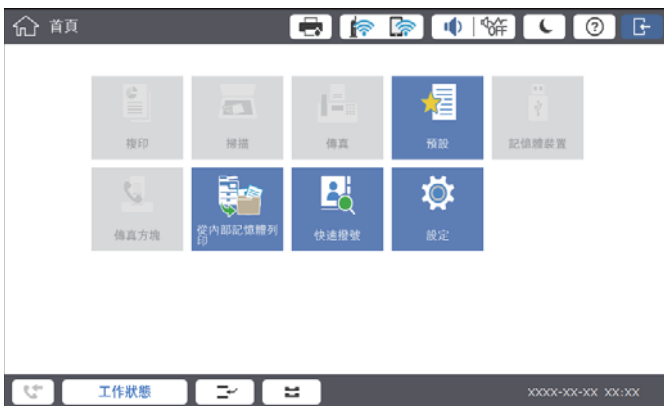 首頁
OFF
複印
掃描
傳真
預設
記憶體裝置
傳真方塊
從內部記憶體列
印
快速撥號
設定
工作狀態
XXXX-XX-XX XX:XX